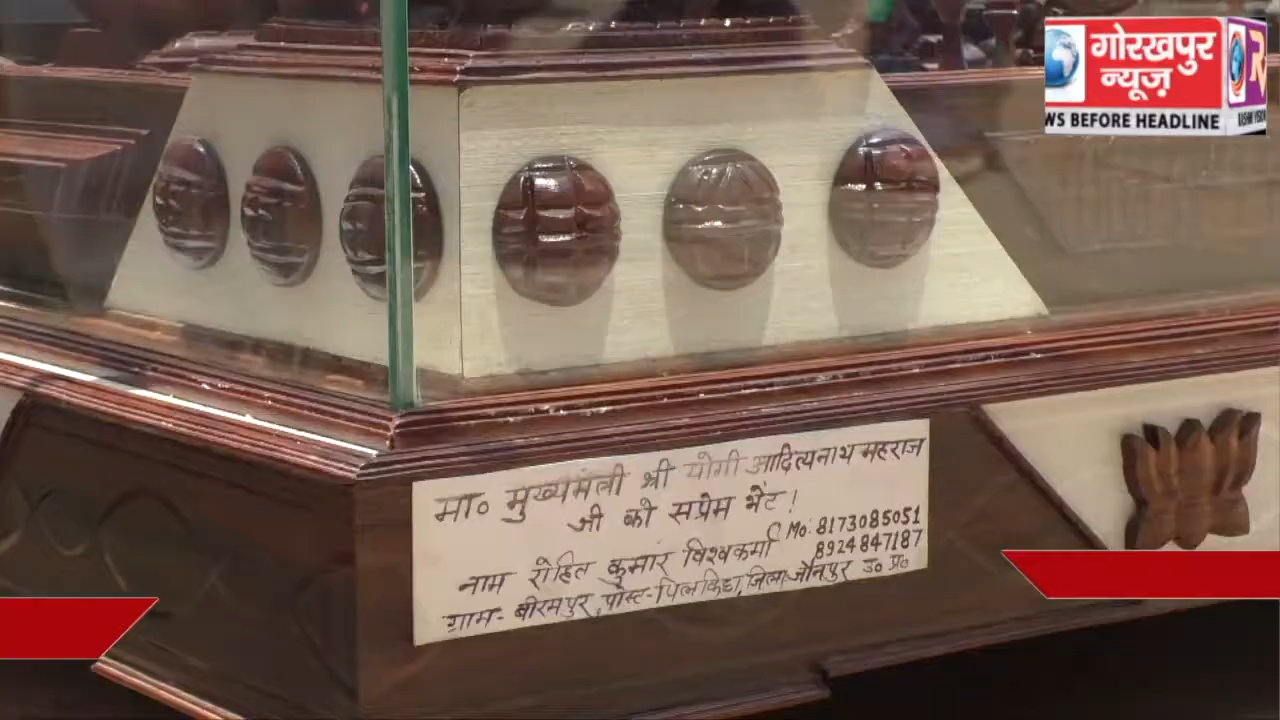 गोरखपुर
न्यूज़
WS BEFORE HEADLINE
मा० मुख्यमंत्री श्री योगी आदित्यनाथ महराज
जी को सप्रेम भेंट !
नाम रोहित कुमार विश्वकर्मा Mo: 8173085051
8924847187
ग्राम- बीरमपुर, पोस्ट-पिलकिछा, जिला-जौनपुर उ० प्र०